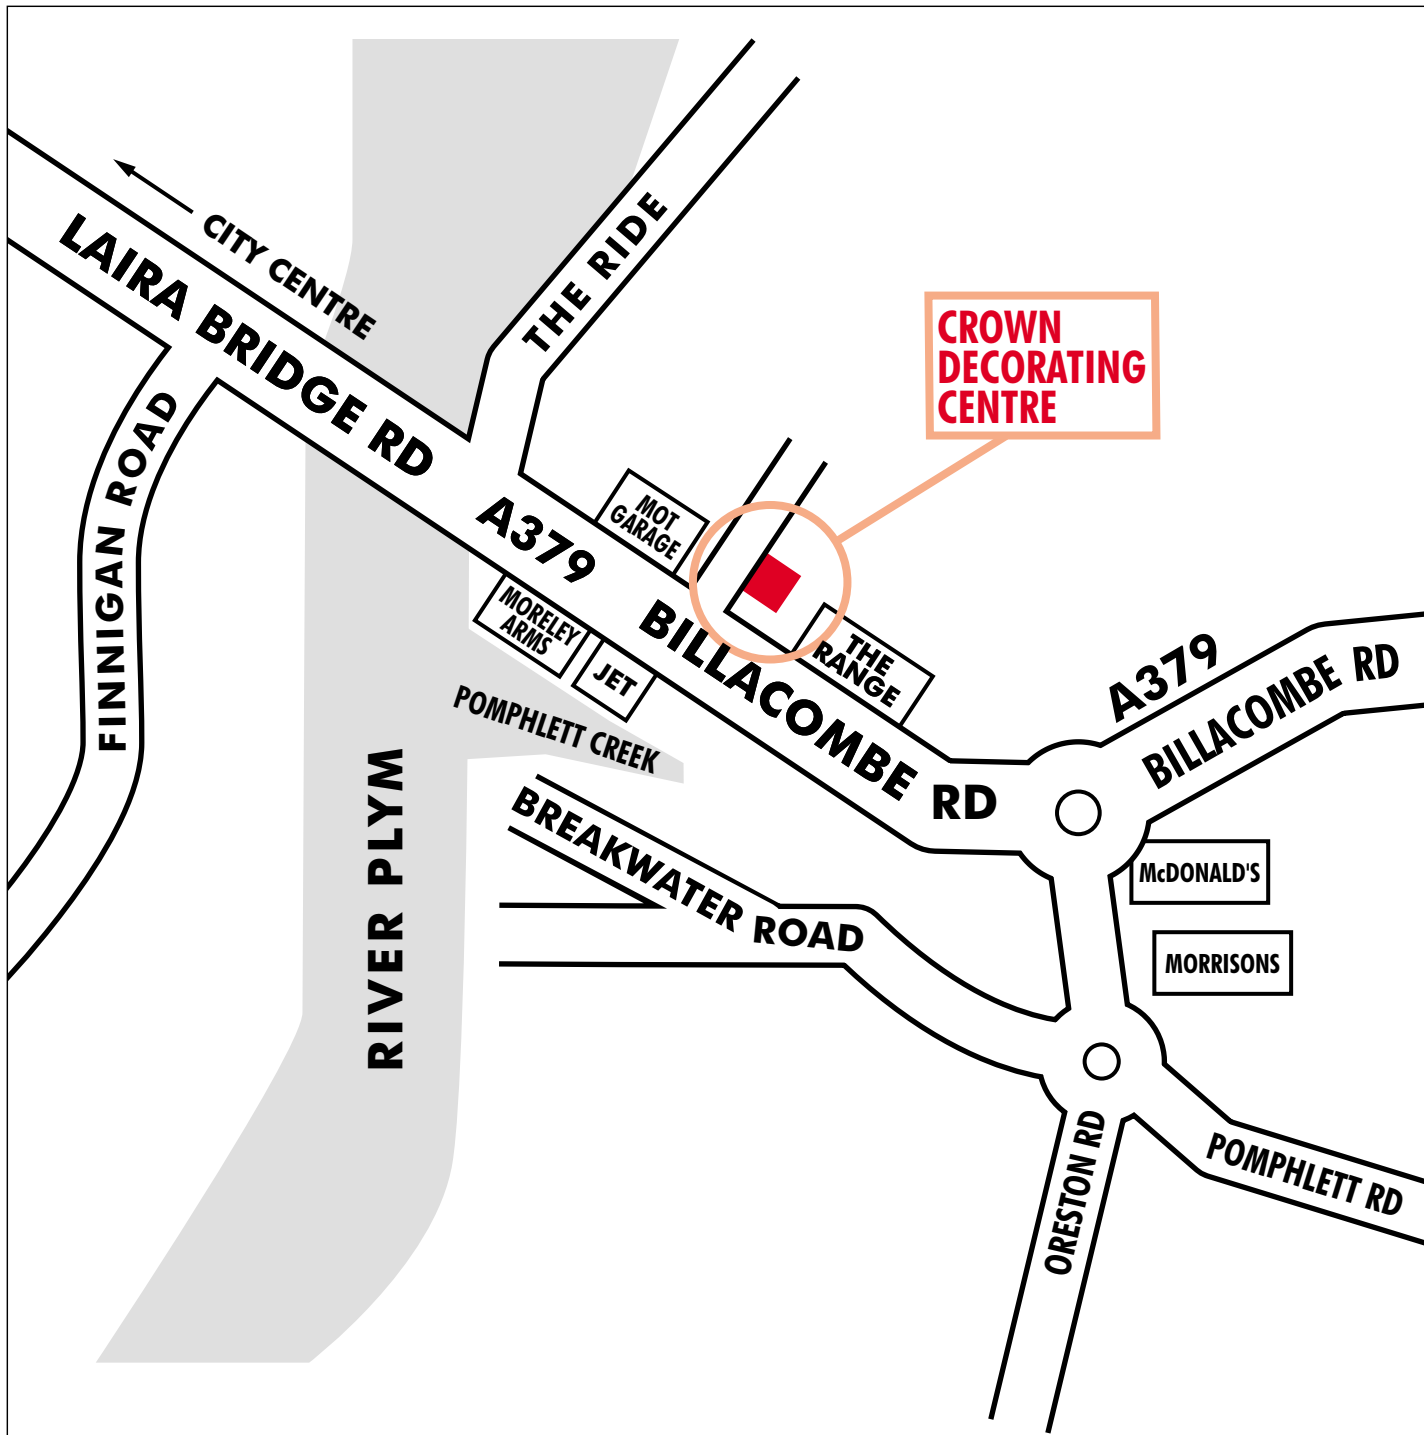 CITY CENTRE
LAIRA BRIDGE RD
THE RIDE
FINNIGAN ROAD
CROWN
DECORATING
CENTRE
A379
MOT
GARAGE
MORELEY
ARMS
JET
BILLACOMBE RD
THE
RANGE
A379
BILLACOMBE RD
POMPHLETT CREEK
RIVER PLYM
BREAKWATER ROAD
McDONALD'S
MORRISONS
ORESTON RD
POMPHLETT RD